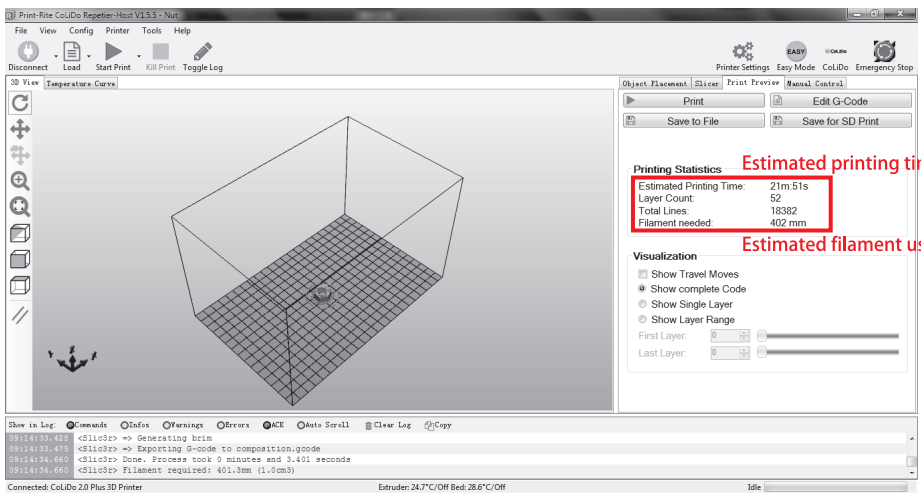 Print-Rite CoLiDo Repetier-Host V1.5.5 - Nut
File View Config Printer Tools Help
Disconnect Load Start Print Kill Print Toggle Log Printer Settings Easy Mode CoLiDo Emergency Stop
EASY CoLiDo
3D View Temperature Curve
Object Placement Slicer Print Preview Manual Control
Print Edit G-Code
Save to File Save for SD Print
Estimated printing tir
Printing Statistics
Estimated Printing Time: 21m:51s
Layer Count: 52
Total Lines: 18382
Filament needed: 402 mm
Estimated filament us
Visualization
Show Travel Moves
Show complete Code
Show Single Layer
Show Layer Range
First Layer: 0
Last Layer: 0
Show in Log: Commands Infos Warnings Errors ACK Auto Scroll Clear Log Copy
09:14:33.428 <Slic3r> => Generating brim
09:14:33.475 <Slic3r> => Exporting G-code to composition.gcode
09:14:34.660 <Slic3r> Done. Process took 0 minutes and 3.401 seconds
09:14:34.660 <Slic3r> Filament required: 401.3mm (1.0cm3)
Connected: CoLiDo 2.0 Plus 3D Printer Extruder: 24.7°C/Off Bed: 28.6°C/Off Idle